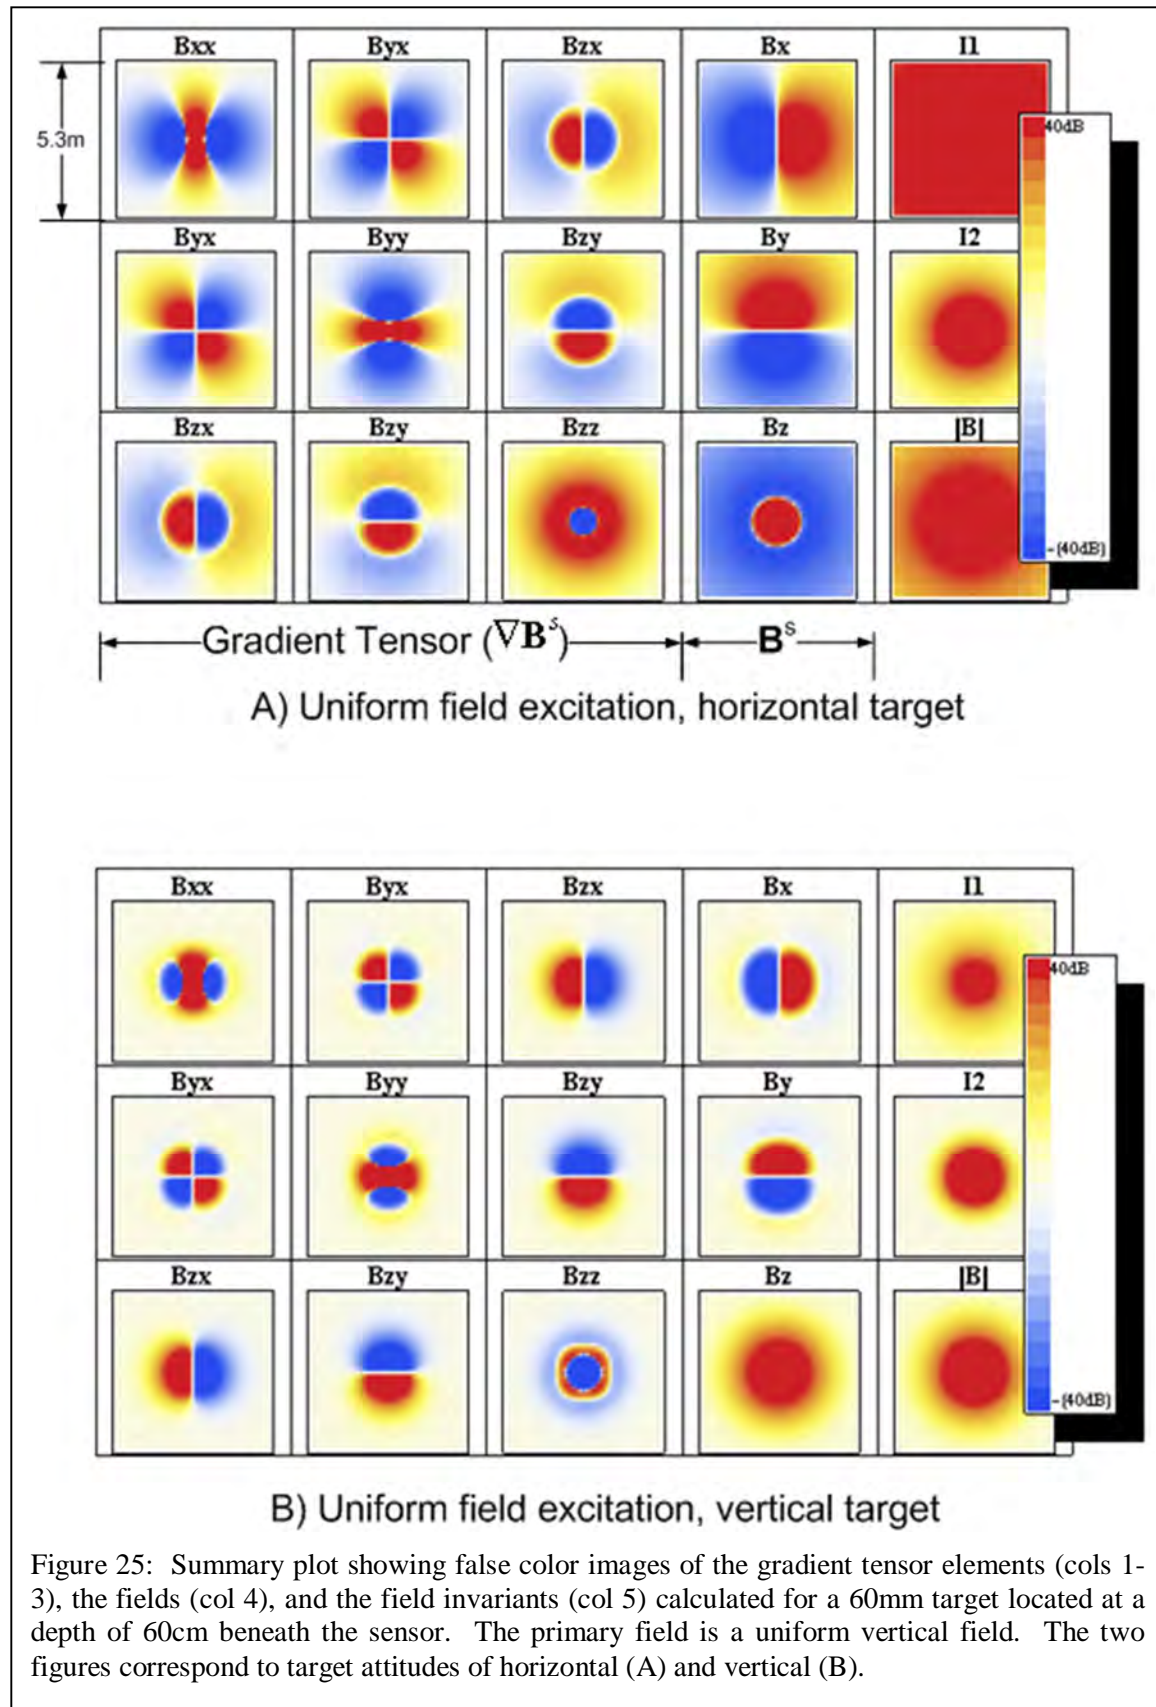 Bxx Byx Bzx Bx I1
5.3m
40dB
Byx Byy Bzy By I2
Bzx Bzy Bzz Bz |B|
-(40dB)
Gradient Tensor (∇B^s) B^s
A) Uniform field excitation, horizontal target
Bxx Byx Bzx Bx I1
40dB
Byx Byy Bzy By I2
Bzx Bzy Bzz Bz |B|
-(40dB)
B) Uniform field excitation, vertical target
Figure 25: Summary plot showing false color images of the gradient tensor elements (cols 1-
3), the fields (col 4), and the field invariants (col 5) calculated for a 60mm target located at a
depth of 60cm beneath the sensor. The primary field is a uniform vertical field. The two
figures correspond to target attitudes of horizontal (A) and vertical (B).